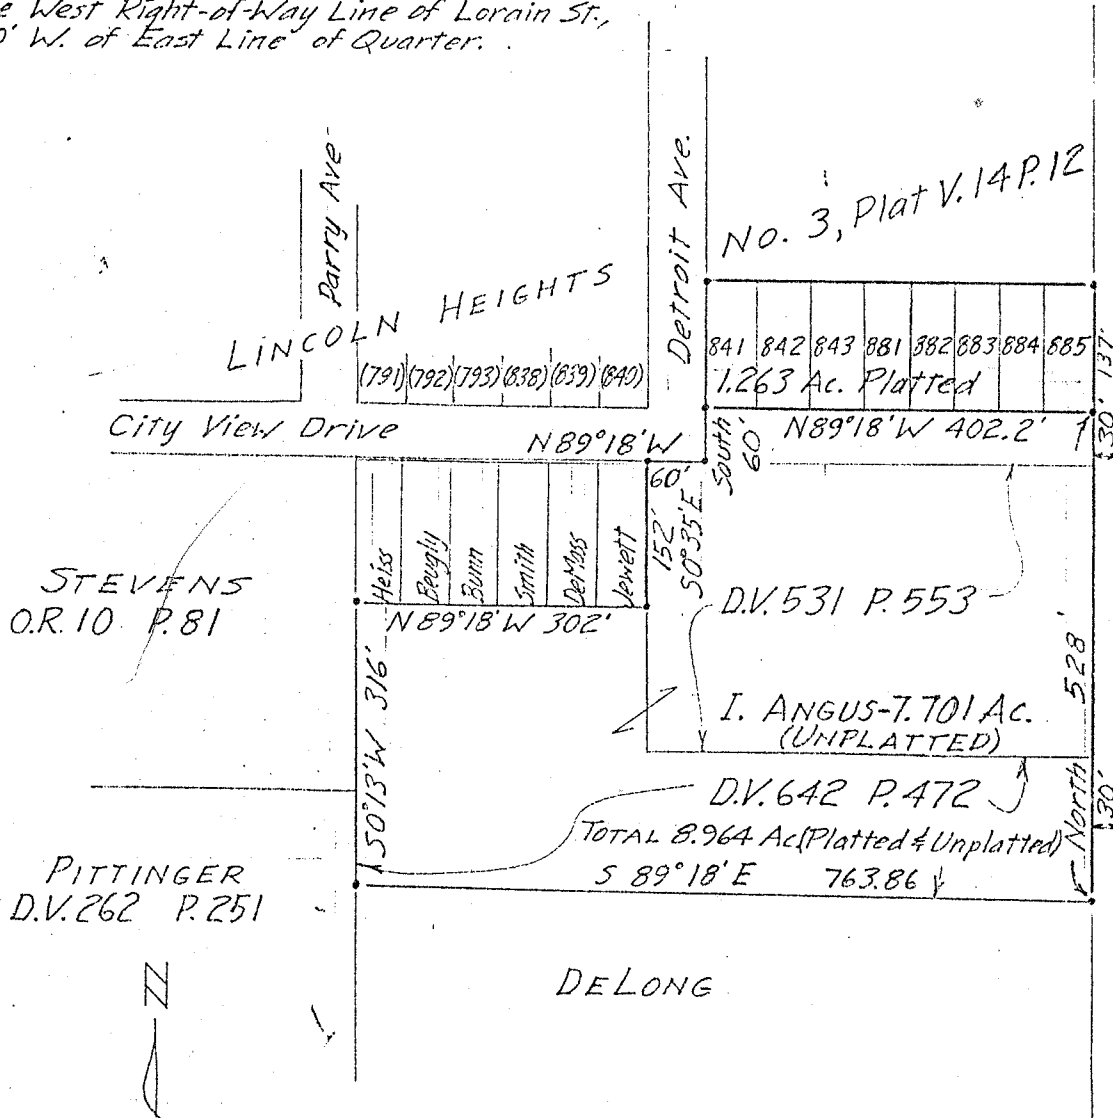 e West Right-of-Way Line of Lorain St.,
0' W. of East Line of Quarter.
Parry Ave
Detroit Ave.
No. 3, Plat V. 14 P. 12
LINCOLN HEIGHTS
(791) (792) (793) (838) (839) (840)
841 842 843 881 882 883 884 885
137'
1.263 Ac. Platted
City View Drive
N 89°18' W
South
60'
N 89°18' W 402.2'
30'
60'
Heiss
Beugly
Bunn
Smith
DeMoss
Jewett
152'
S 0°35' E
STEVENS
O.R. 10 P. 81
N 89°18' W 302'
D.V. 531 P. 553
S 0°13' W 316'
I. ANGUS-7.701 Ac.
(UNPLATTED)
North 528'
D.V. 642 P. 472
30'
TOTAL 8.964 Ac (Platted & Unplatted)
S 89°18' E 763.86
PITTINGER
D.V. 262 P. 251
N
DELONG